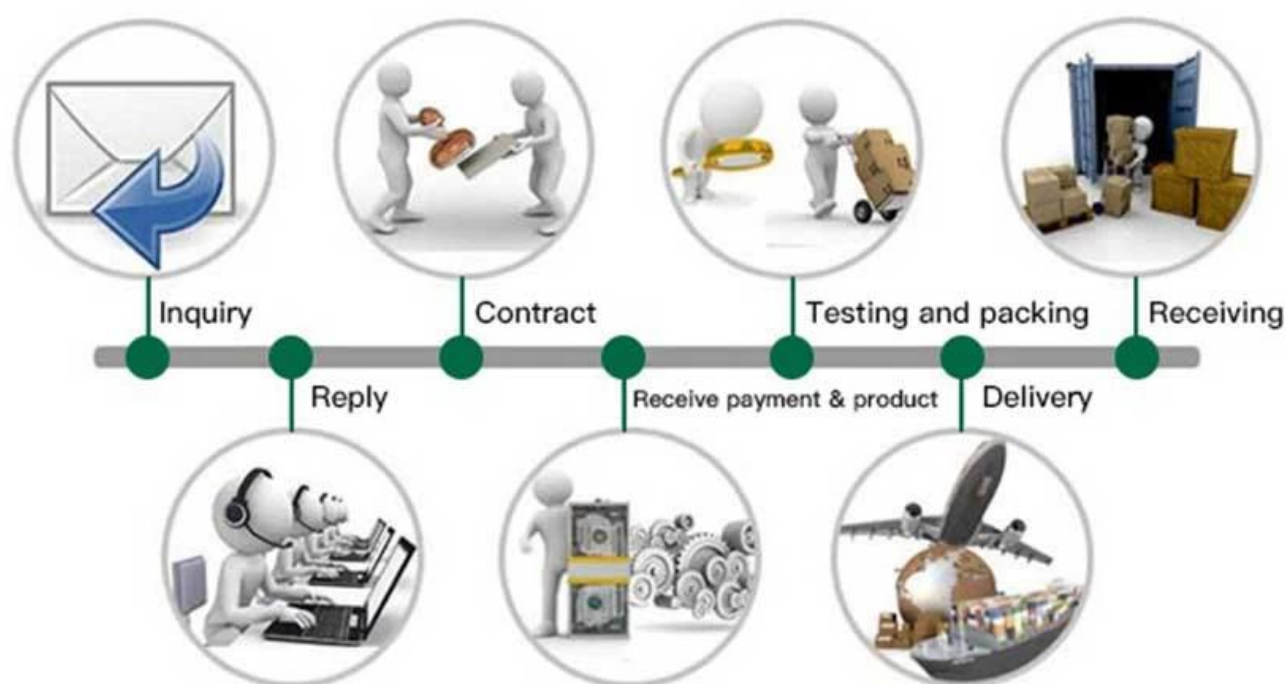 Inquiry
Reply
Contract
Receive payment & product
Testing and packing
Delivery
Receiving